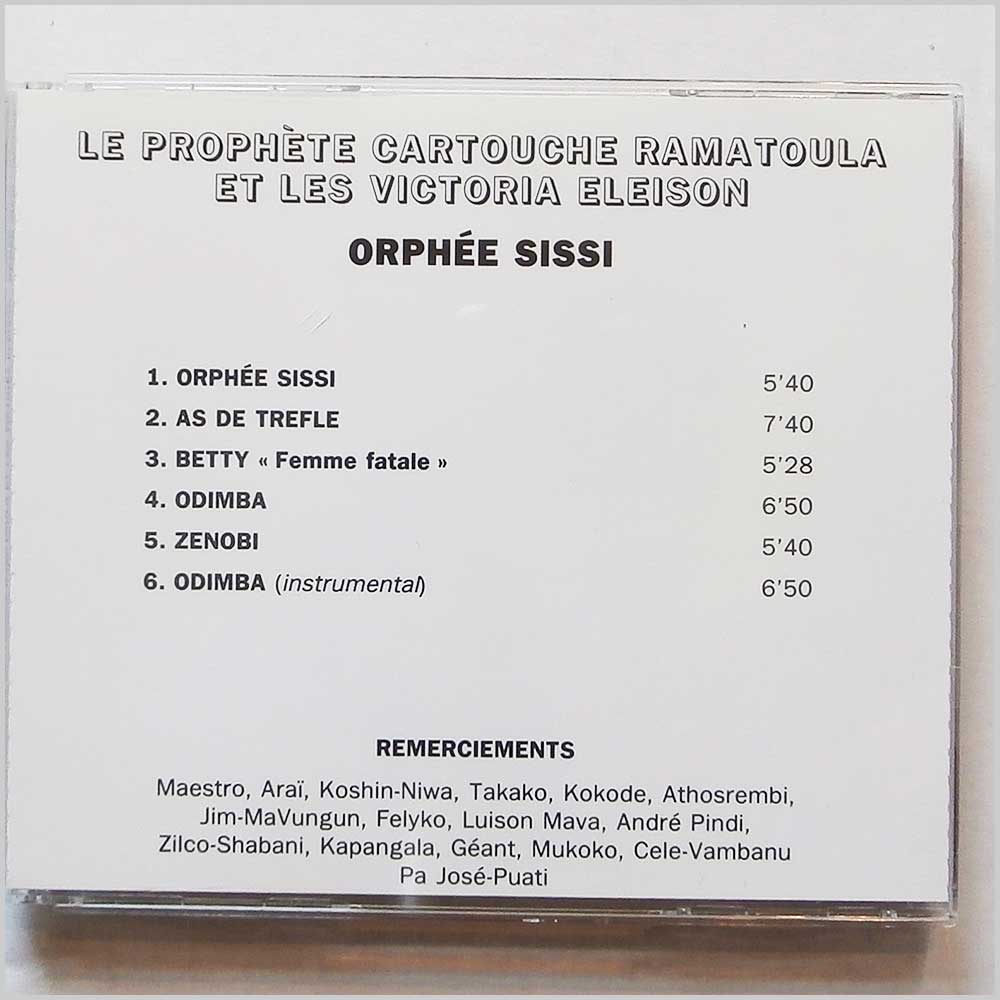 LE PROPHÈTE CARTOUCHE RAMATOULA
ET LES VICTORIA ELEISON
ORPHÉE SISSI
1. ORPHÉE SISSI 5'40
2. AS DE TREFLE 7'40
3. BETTY « Femme fatale » 5'28
4. ODIMBA 6'50
5. ZENOBI 5'40
6. ODIMBA (instrumental) 6'50
REMERCIEMENTS
Maestro, Araï, Koshin-Niwa, Takako, Kokode, Athosrembi,
Jim-MaVungun, Felyko, Luison Mava, André Pindi,
Zilco-Shabani, Kapangala, Géant, Mukoko, Cele-Vambanu
Pa José-Puati